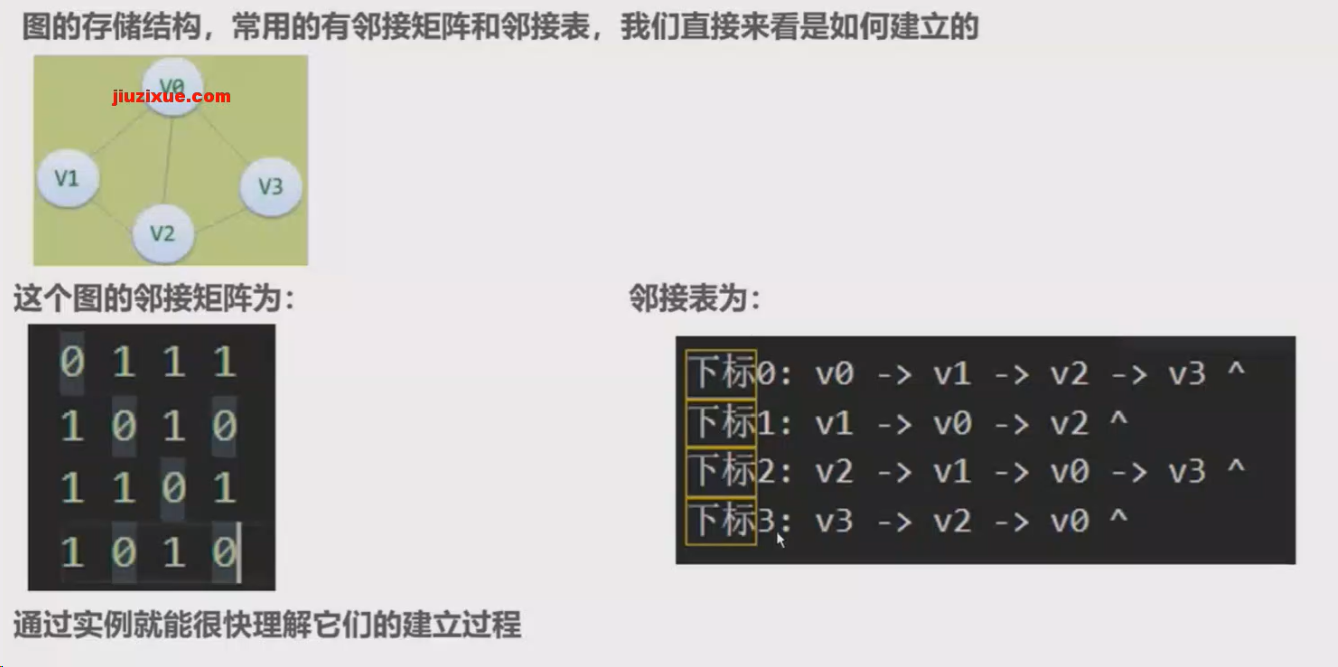 图的存储结构，常用的有邻接矩阵和邻接表，我们直接来看是如何建立的
V0
jiuzixue.com
V1
V3
V2
这个图的邻接矩阵为：
0 1 1 1
1 0 1 0
1 1 0 1
1 0 1 0
邻接表为：
下标0: v0 -> v1 -> v2 -> v3 ^
下标1: v1 -> v0 -> v2 ^
下标2: v2 -> v1 -> v0 -> v3 ^
下标3: v3 -> v2 -> v0 ^
通过实例就能很快理解它们的建立过程